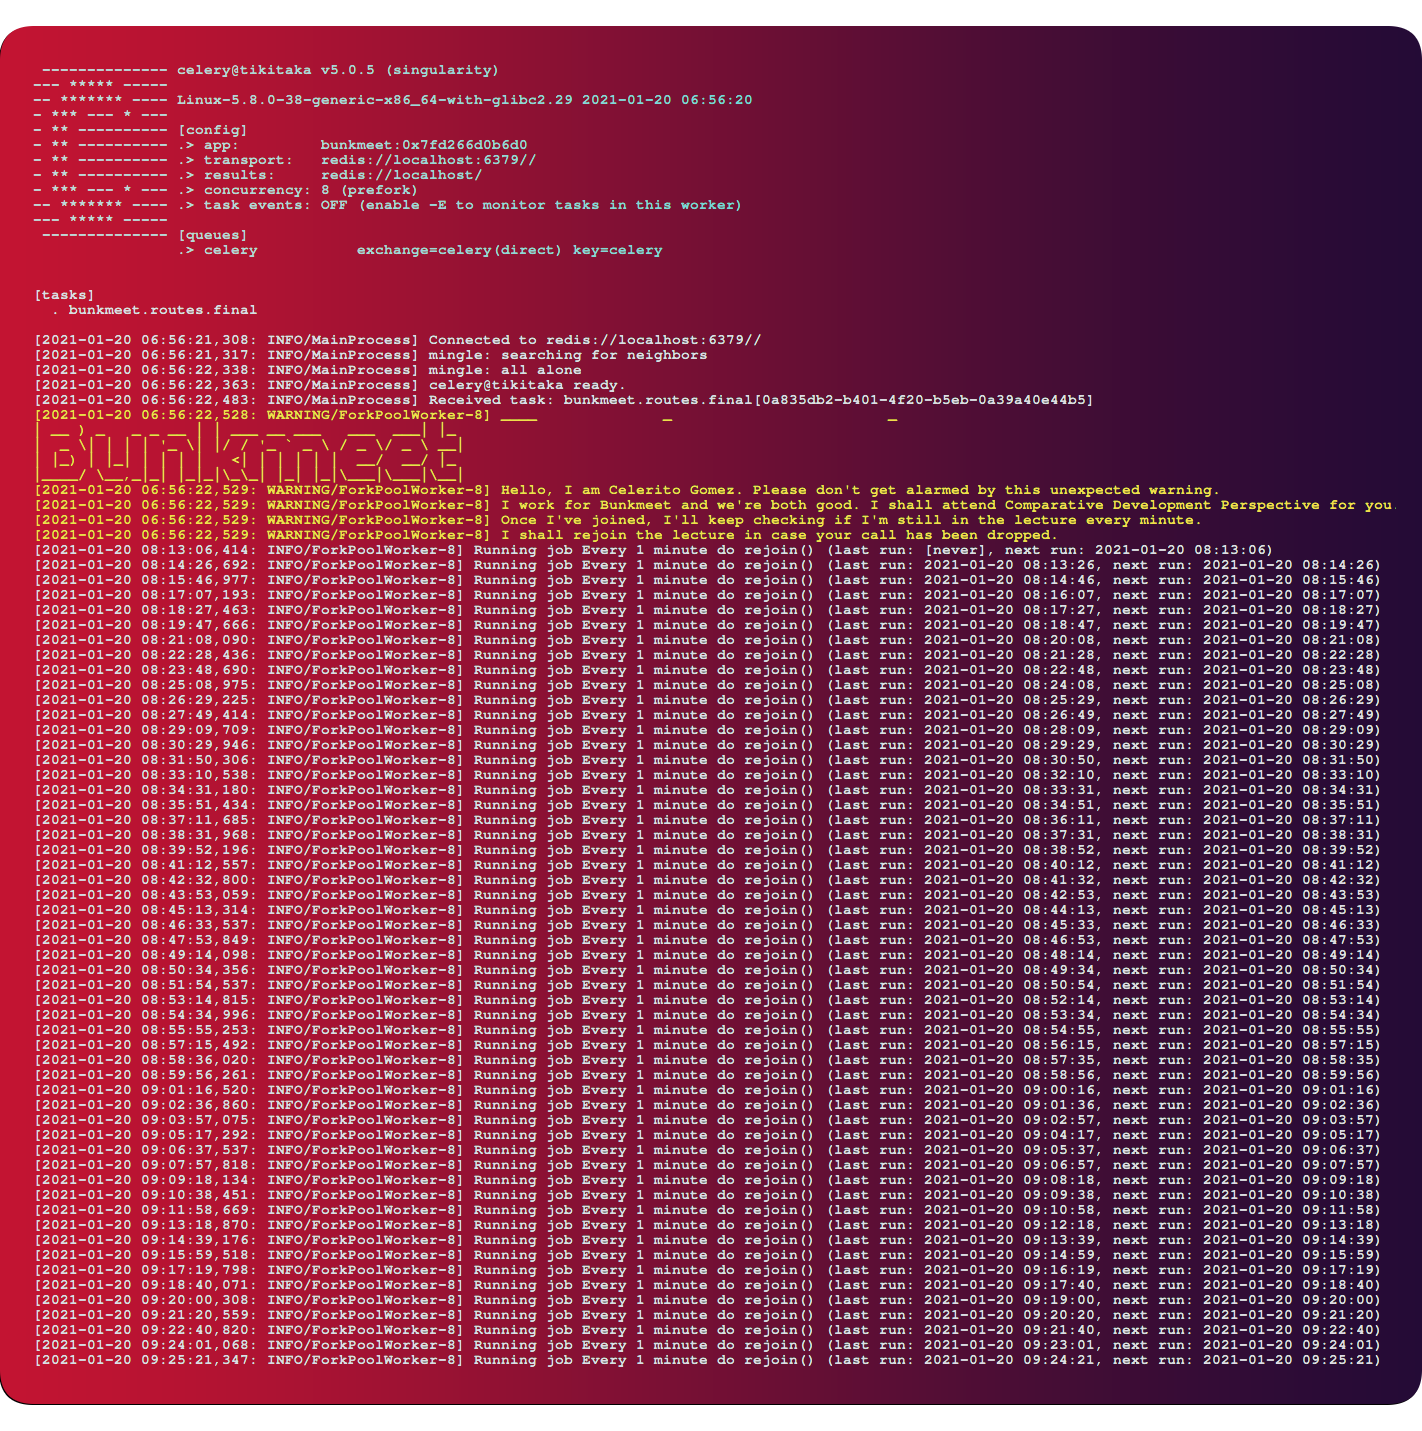 -------------- celery@tikitaka v5.0.5 (singularity)
--- ***** -----
-- ******* ---- Linux-5.8.0-38-generic-x86_64-with-glibc2.29 2021-01-20 06:56:20
- *** --- * ---
- ** ---------- [config]
- ** ---------- .> app:         bunkmeet:0x7fd266d0b6d0
- ** ---------- .> transport:   redis://localhost:6379//
- ** ---------- .> results:     redis://localhost/
- *** --- * --- .> concurrency: 8 (prefork)
-- ******* ---- .> task events: OFF (enable -E to monitor tasks in this worker)
--- ***** -----
 -------------- [queues]
                .> celery           exchange=celery(direct) key=celery
[tasks]
  . bunkmeet.routes.final
[2021-01-20 06:56:21,308: INFO/MainProcess] Connected to redis://localhost:6379//
[2021-01-20 06:56:21,317: INFO/MainProcess] mingle: searching for neighbors
[2021-01-20 06:56:22,338: INFO/MainProcess] mingle: all alone
[2021-01-20 06:56:22,363: INFO/MainProcess] celery@tikitaka ready.
[2021-01-20 06:56:22,483: INFO/MainProcess] Received task: bunkmeet.routes.final[0a835db2-b401-4f20-b5eb-0a39a40e44b5]
[2021-01-20 06:56:22,528: WARNING/ForkPoolWorker-8] ____              _                        _
| __ ) _   _ _ __ | | ___ __ ___   ___  ___| |_
|  _ \| | | | '_ \| |/ / '_ ` _ \ / _ \/ _ \ __|
| |_) | |_| | | | |   <| | | | | |  __/  __/ |_
|____/ \__,_|_| |_|_|\_\_| |_| |_|\___|\___|\__|
[2021-01-20 06:56:22,529: WARNING/ForkPoolWorker-8] Hello, I am Celerito Gomez. Please don't get alarmed by this unexpected warning.
[2021-01-20 06:56:22,529: WARNING/ForkPoolWorker-8] I work for Bunkmeet and we're both good. I shall attend Comparative Development Perspective for you.
[2021-01-20 06:56:22,529: WARNING/ForkPoolWorker-8] Once I've joined, I'll keep checking if I'm still in the lecture every minute.
[2021-01-20 06:56:22,529: WARNING/ForkPoolWorker-8] I shall rejoin the lecture in case your call has been dropped.
[2021-01-20 08:13:06,414: INFO/ForkPoolWorker-8] Running job Every 1 minute do rejoin() (last run: [never], next run: 2021-01-20 08:13:06)
[2021-01-20 08:14:26,692: INFO/ForkPoolWorker-8] Running job Every 1 minute do rejoin() (last run: 2021-01-20 08:13:26, next run: 2021-01-20 08:14:26)
[2021-01-20 08:15:46,977: INFO/ForkPoolWorker-8] Running job Every 1 minute do rejoin() (last run: 2021-01-20 08:14:46, next run: 2021-01-20 08:15:46)
[2021-01-20 08:17:07,193: INFO/ForkPoolWorker-8] Running job Every 1 minute do rejoin() (last run: 2021-01-20 08:16:07, next run: 2021-01-20 08:17:07)
[2021-01-20 08:18:27,463: INFO/ForkPoolWorker-8] Running job Every 1 minute do rejoin() (last run: 2021-01-20 08:17:27, next run: 2021-01-20 08:18:27)
[2021-01-20 08:19:47,666: INFO/ForkPoolWorker-8] Running job Every 1 minute do rejoin() (last run: 2021-01-20 08:18:47, next run: 2021-01-20 08:19:47)
[2021-01-20 08:21:08,090: INFO/ForkPoolWorker-8] Running job Every 1 minute do rejoin() (last run: 2021-01-20 08:20:08, next run: 2021-01-20 08:21:08)
[2021-01-20 08:22:28,436: INFO/ForkPoolWorker-8] Running job Every 1 minute do rejoin() (last run: 2021-01-20 08:21:28, next run: 2021-01-20 08:22:28)
[2021-01-20 08:23:48,690: INFO/ForkPoolWorker-8] Running job Every 1 minute do rejoin() (last run: 2021-01-20 08:22:48, next run: 2021-01-20 08:23:48)
[2021-01-20 08:25:08,975: INFO/ForkPoolWorker-8] Running job Every 1 minute do rejoin() (last run: 2021-01-20 08:24:08, next run: 2021-01-20 08:25:08)
[2021-01-20 08:26:29,225: INFO/ForkPoolWorker-8] Running job Every 1 minute do rejoin() (last run: 2021-01-20 08:25:29, next run: 2021-01-20 08:26:29)
[2021-01-20 08:27:49,414: INFO/ForkPoolWorker-8] Running job Every 1 minute do rejoin() (last run: 2021-01-20 08:26:49, next run: 2021-01-20 08:27:49)
[2021-01-20 08:29:09,709: INFO/ForkPoolWorker-8] Running job Every 1 minute do rejoin() (last run: 2021-01-20 08:28:09, next run: 2021-01-20 08:29:09)
[2021-01-20 08:30:29,946: INFO/ForkPoolWorker-8] Running job Every 1 minute do rejoin() (last run: 2021-01-20 08:29:29, next run: 2021-01-20 08:30:29)
[2021-01-20 08:31:50,306: INFO/ForkPoolWorker-8] Running job Every 1 minute do rejoin() (last run: 2021-01-20 08:30:50, next run: 2021-01-20 08:31:50)
[2021-01-20 08:33:10,538: INFO/ForkPoolWorker-8] Running job Every 1 minute do rejoin() (last run: 2021-01-20 08:32:10, next run: 2021-01-20 08:33:10)
[2021-01-20 08:34:31,180: INFO/ForkPoolWorker-8] Running job Every 1 minute do rejoin() (last run: 2021-01-20 08:33:31, next run: 2021-01-20 08:34:31)
[2021-01-20 08:35:51,434: INFO/ForkPoolWorker-8] Running job Every 1 minute do rejoin() (last run: 2021-01-20 08:34:51, next run: 2021-01-20 08:35:51)
[2021-01-20 08:37:11,685: INFO/ForkPoolWorker-8] Running job Every 1 minute do rejoin() (last run: 2021-01-20 08:36:11, next run: 2021-01-20 08:37:11)
[2021-01-20 08:38:31,968: INFO/ForkPoolWorker-8] Running job Every 1 minute do rejoin() (last run: 2021-01-20 08:37:31, next run: 2021-01-20 08:38:31)
[2021-01-20 08:39:52,196: INFO/ForkPoolWorker-8] Running job Every 1 minute do rejoin() (last run: 2021-01-20 08:38:52, next run: 2021-01-20 08:39:52)
[2021-01-20 08:41:12,557: INFO/ForkPoolWorker-8] Running job Every 1 minute do rejoin() (last run: 2021-01-20 08:40:12, next run: 2021-01-20 08:41:12)
[2021-01-20 08:42:32,800: INFO/ForkPoolWorker-8] Running job Every 1 minute do rejoin() (last run: 2021-01-20 08:41:32, next run: 2021-01-20 08:42:32)
[2021-01-20 08:43:53,059: INFO/ForkPoolWorker-8] Running job Every 1 minute do rejoin() (last run: 2021-01-20 08:42:53, next run: 2021-01-20 08:43:53)
[2021-01-20 08:45:13,314: INFO/ForkPoolWorker-8] Running job Every 1 minute do rejoin() (last run: 2021-01-20 08:44:13, next run: 2021-01-20 08:45:13)
[2021-01-20 08:46:33,537: INFO/ForkPoolWorker-8] Running job Every 1 minute do rejoin() (last run: 2021-01-20 08:45:33, next run: 2021-01-20 08:46:33)
[2021-01-20 08:47:53,849: INFO/ForkPoolWorker-8] Running job Every 1 minute do rejoin() (last run: 2021-01-20 08:46:53, next run: 2021-01-20 08:47:53)
[2021-01-20 08:49:14,098: INFO/ForkPoolWorker-8] Running job Every 1 minute do rejoin() (last run: 2021-01-20 08:48:14, next run: 2021-01-20 08:49:14)
[2021-01-20 08:50:34,356: INFO/ForkPoolWorker-8] Running job Every 1 minute do rejoin() (last run: 2021-01-20 08:49:34, next run: 2021-01-20 08:50:34)
[2021-01-20 08:51:54,537: INFO/ForkPoolWorker-8] Running job Every 1 minute do rejoin() (last run: 2021-01-20 08:50:54, next run: 2021-01-20 08:51:54)
[2021-01-20 08:53:14,815: INFO/ForkPoolWorker-8] Running job Every 1 minute do rejoin() (last run: 2021-01-20 08:52:14, next run: 2021-01-20 08:53:14)
[2021-01-20 08:54:34,996: INFO/ForkPoolWorker-8] Running job Every 1 minute do rejoin() (last run: 2021-01-20 08:53:34, next run: 2021-01-20 08:54:34)
[2021-01-20 08:55:55,253: INFO/ForkPoolWorker-8] Running job Every 1 minute do rejoin() (last run: 2021-01-20 08:54:55, next run: 2021-01-20 08:55:55)
[2021-01-20 08:57:15,492: INFO/ForkPoolWorker-8] Running job Every 1 minute do rejoin() (last run: 2021-01-20 08:56:15, next run: 2021-01-20 08:57:15)
[2021-01-20 08:58:36,020: INFO/ForkPoolWorker-8] Running job Every 1 minute do rejoin() (last run: 2021-01-20 08:57:35, next run: 2021-01-20 08:58:35)
[2021-01-20 08:59:56,261: INFO/ForkPoolWorker-8] Running job Every 1 minute do rejoin() (last run: 2021-01-20 08:58:56, next run: 2021-01-20 08:59:56)
[2021-01-20 09:01:16,520: INFO/ForkPoolWorker-8] Running job Every 1 minute do rejoin() (last run: 2021-01-20 09:00:16, next run: 2021-01-20 09:01:16)
[2021-01-20 09:02:36,860: INFO/ForkPoolWorker-8] Running job Every 1 minute do rejoin() (last run: 2021-01-20 09:01:36, next run: 2021-01-20 09:02:36)
[2021-01-20 09:03:57,075: INFO/ForkPoolWorker-8] Running job Every 1 minute do rejoin() (last run: 2021-01-20 09:02:57, next run: 2021-01-20 09:03:57)
[2021-01-20 09:05:17,292: INFO/ForkPoolWorker-8] Running job Every 1 minute do rejoin() (last run: 2021-01-20 09:04:17, next run: 2021-01-20 09:05:17)
[2021-01-20 09:06:37,537: INFO/ForkPoolWorker-8] Running job Every 1 minute do rejoin() (last run: 2021-01-20 09:05:37, next run: 2021-01-20 09:06:37)
[2021-01-20 09:07:57,818: INFO/ForkPoolWorker-8] Running job Every 1 minute do rejoin() (last run: 2021-01-20 09:06:57, next run: 2021-01-20 09:07:57)
[2021-01-20 09:09:18,134: INFO/ForkPoolWorker-8] Running job Every 1 minute do rejoin() (last run: 2021-01-20 09:08:18, next run: 2021-01-20 09:09:18)
[2021-01-20 09:10:38,451: INFO/ForkPoolWorker-8] Running job Every 1 minute do rejoin() (last run: 2021-01-20 09:09:38, next run: 2021-01-20 09:10:38)
[2021-01-20 09:11:58,669: INFO/ForkPoolWorker-8] Running job Every 1 minute do rejoin() (last run: 2021-01-20 09:10:58, next run: 2021-01-20 09:11:58)
[2021-01-20 09:13:18,870: INFO/ForkPoolWorker-8] Running job Every 1 minute do rejoin() (last run: 2021-01-20 09:12:18, next run: 2021-01-20 09:13:18)
[2021-01-20 09:14:39,176: INFO/ForkPoolWorker-8] Running job Every 1 minute do rejoin() (last run: 2021-01-20 09:13:39, next run: 2021-01-20 09:14:39)
[2021-01-20 09:15:59,518: INFO/ForkPoolWorker-8] Running job Every 1 minute do rejoin() (last run: 2021-01-20 09:14:59, next run: 2021-01-20 09:15:59)
[2021-01-20 09:17:19,798: INFO/ForkPoolWorker-8] Running job Every 1 minute do rejoin() (last run: 2021-01-20 09:16:19, next run: 2021-01-20 09:17:19)
[2021-01-20 09:18:40,071: INFO/ForkPoolWorker-8] Running job Every 1 minute do rejoin() (last run: 2021-01-20 09:17:40, next run: 2021-01-20 09:18:40)
[2021-01-20 09:20:00,308: INFO/ForkPoolWorker-8] Running job Every 1 minute do rejoin() (last run: 2021-01-20 09:19:00, next run: 2021-01-20 09:20:00)
[2021-01-20 09:21:20,559: INFO/ForkPoolWorker-8] Running job Every 1 minute do rejoin() (last run: 2021-01-20 09:20:20, next run: 2021-01-20 09:21:20)
[2021-01-20 09:22:40,820: INFO/ForkPoolWorker-8] Running job Every 1 minute do rejoin() (last run: 2021-01-20 09:21:40, next run: 2021-01-20 09:22:40)
[2021-01-20 09:24:01,068: INFO/ForkPoolWorker-8] Running job Every 1 minute do rejoin() (last run: 2021-01-20 09:23:01, next run: 2021-01-20 09:24:01)
[2021-01-20 09:25:21,347: INFO/ForkPoolWorker-8] Running job Every 1 minute do rejoin() (last run: 2021-01-20 09:24:21, next run: 2021-01-20 09:25:21)